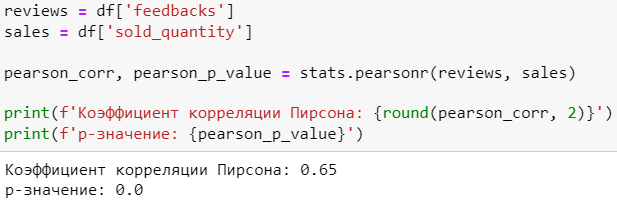 reviews = df['feedbacks']
sales = df['sold_quantity']
pearson_corr, pearson_p_value = stats.pearsonr(reviews, sales)
print(f'Коэффициент корреляции Пирсона: {round(pearson_corr, 2)}')
print(f'p-значение: {pearson_p_value}')
Коэффициент корреляции Пирсона: 0.65
p-значение: 0.0